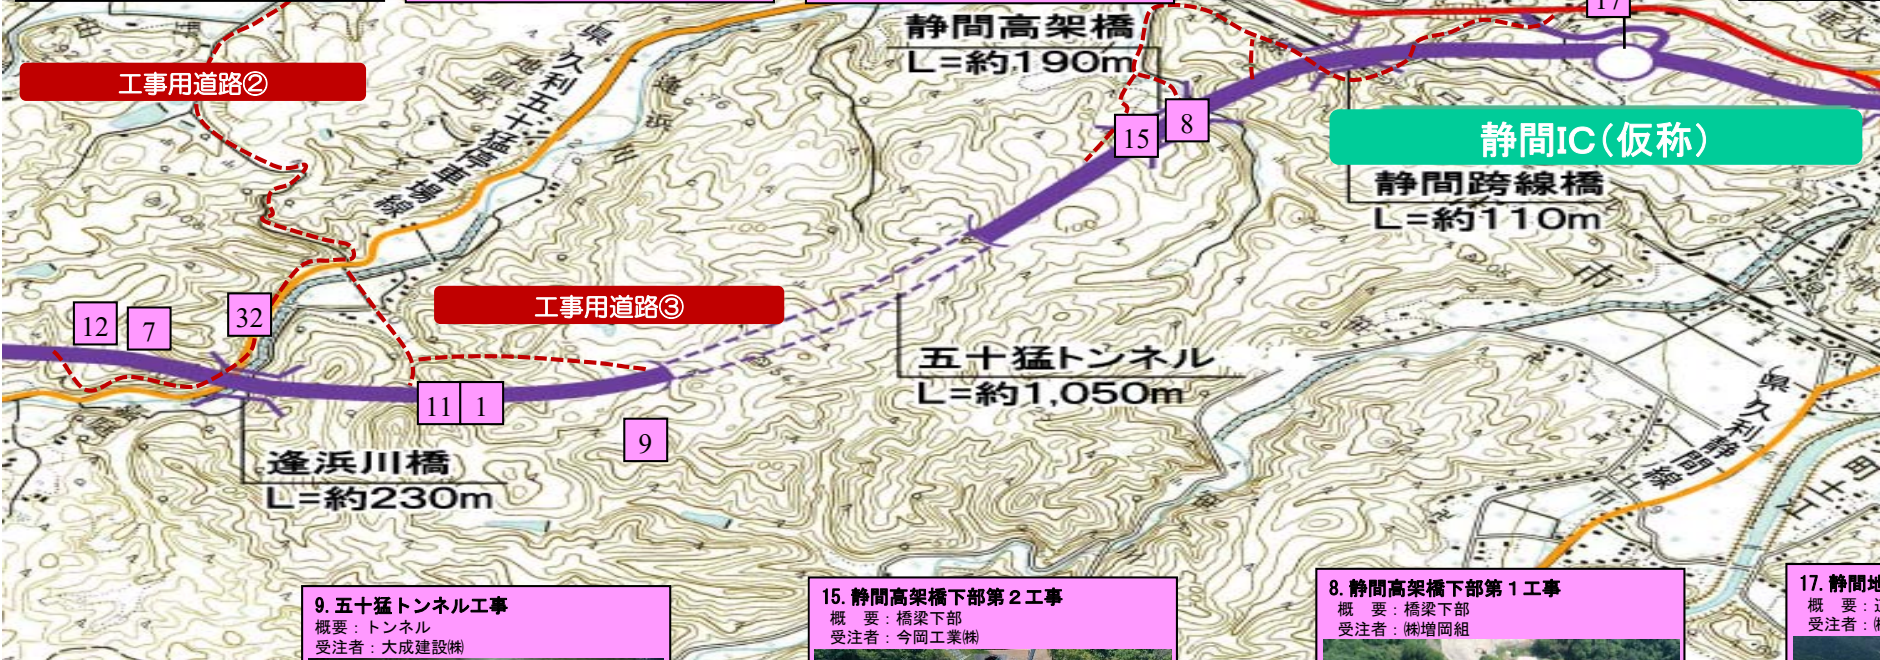 17
静間高架橋
L=約190m
工事用道路②
県久利五十猛停車場線
逢浜川
15
8
静間IC(仮称)
静間跨線橋
L=約110m
市
12
7
32
工事用道路③
五十猛トンネル
L=約1,050m
11
1
9
県久利静間線
逢浜川橋
L=約230m
9. 五十猛トンネル工事
概要：トンネル
受注者：大成建設㈱
15. 静間高架橋下部第２工事
概　要：橋梁下部
受注者：今岡工業㈱
8. 静間高架橋下部第１工事
概　要：橋梁下部
受注者：㈱増岡組
17. 静間
概　要：
受注者：